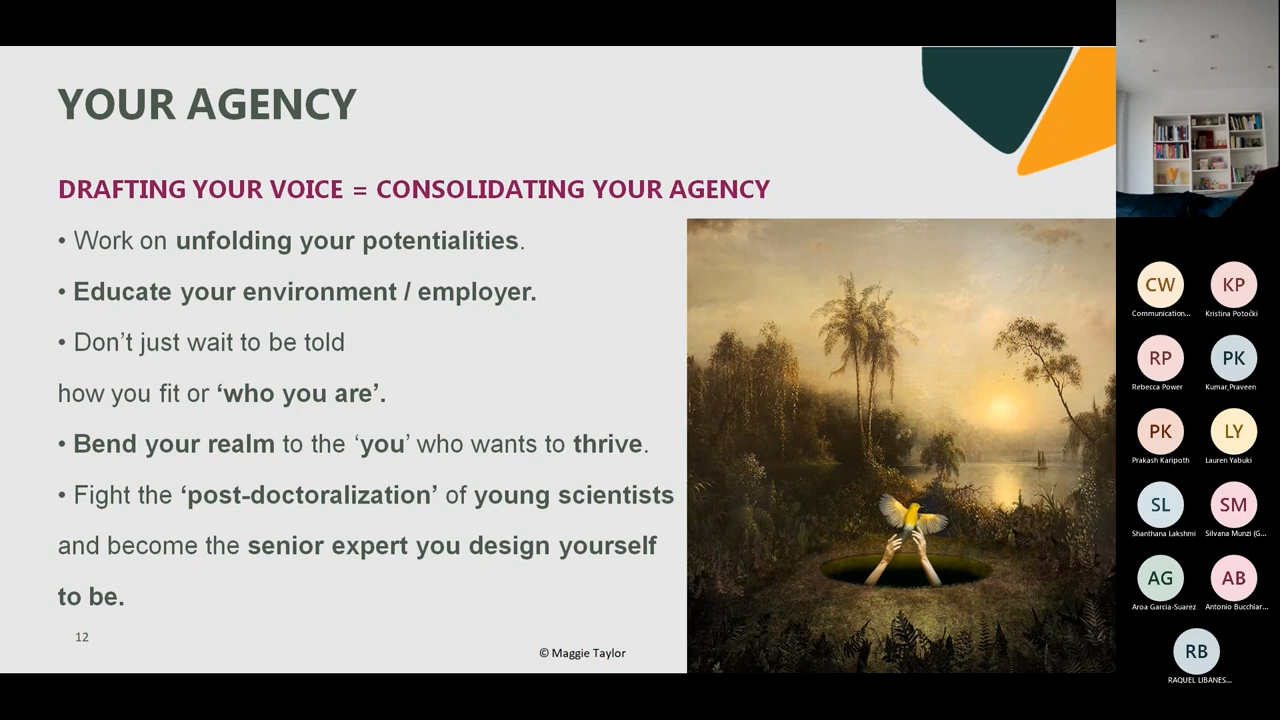 YOUR AGENCY
DRAFTING YOUR VOICE = CONSOLIDATING YOUR AGENCY
• Work on unfolding your potentialities.
• Educate your environment / employer.
• Don’t just wait to be told
how you fit or ‘who you are’.
• Bend your realm to the ‘you’ who wants to thrive.
• Fight the ‘post-doctoralization’ of young scientists
and become the senior expert you design yourself
to be.
12
© Maggie Taylor
CW
KP
Communication...
Kristina Potočki
RP
PK
Rebecca Power
Kumar,Praveen
PK
LY
Prakash Karipoth
Lauren Yabuki
SL
SM
Shanthana Lakshmi
Silvana Munzi (G...
AG
AB
Aroa Garcia-Suarez
Antonio Bucchiar...
RB
RAQUEL LIBANES...